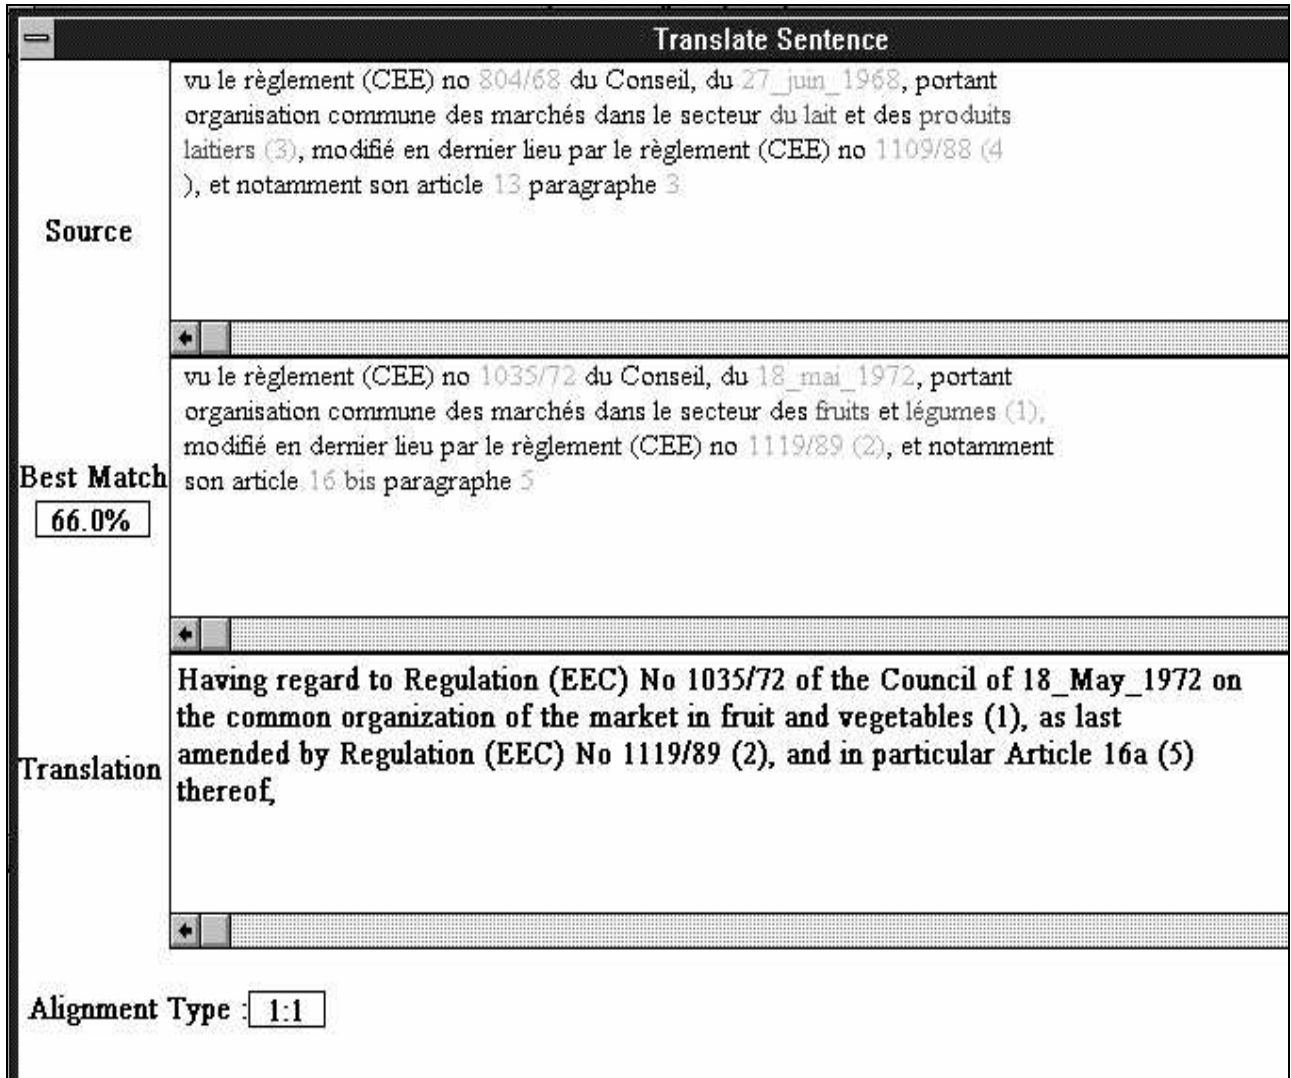 Translate Sentence
vu le règlement (CEE) no 804/68 du Conseil, du 27_juin_1968, portant
organisation commune des marchés dans le secteur du lait et des produits
laitiers (3), modifié en dernier lieu par le règlement (CEE) no 1109/88 (4
), et notamment son article 13 paragraphe 3
Source
vu le règlement (CEE) no 1035/72 du Conseil, du 18_mai_1972, portant
organisation commune des marchés dans le secteur des fruits et légumes (1),
modifié en dernier lieu par le règlement (CEE) no 1119/89 (2), et notamment
son article 16 bis paragraphe 5
Best Match
66.0%
Having regard to Regulation (EEC) No 1035/72 of the Council of 18_May_1972 on
the common organization of the market in fruit and vegetables (1), as last
amended by Regulation (EEC) No 1119/89 (2), and in particular Article 16a (5)
thereof,
Translation
Alignment Type : 1:1